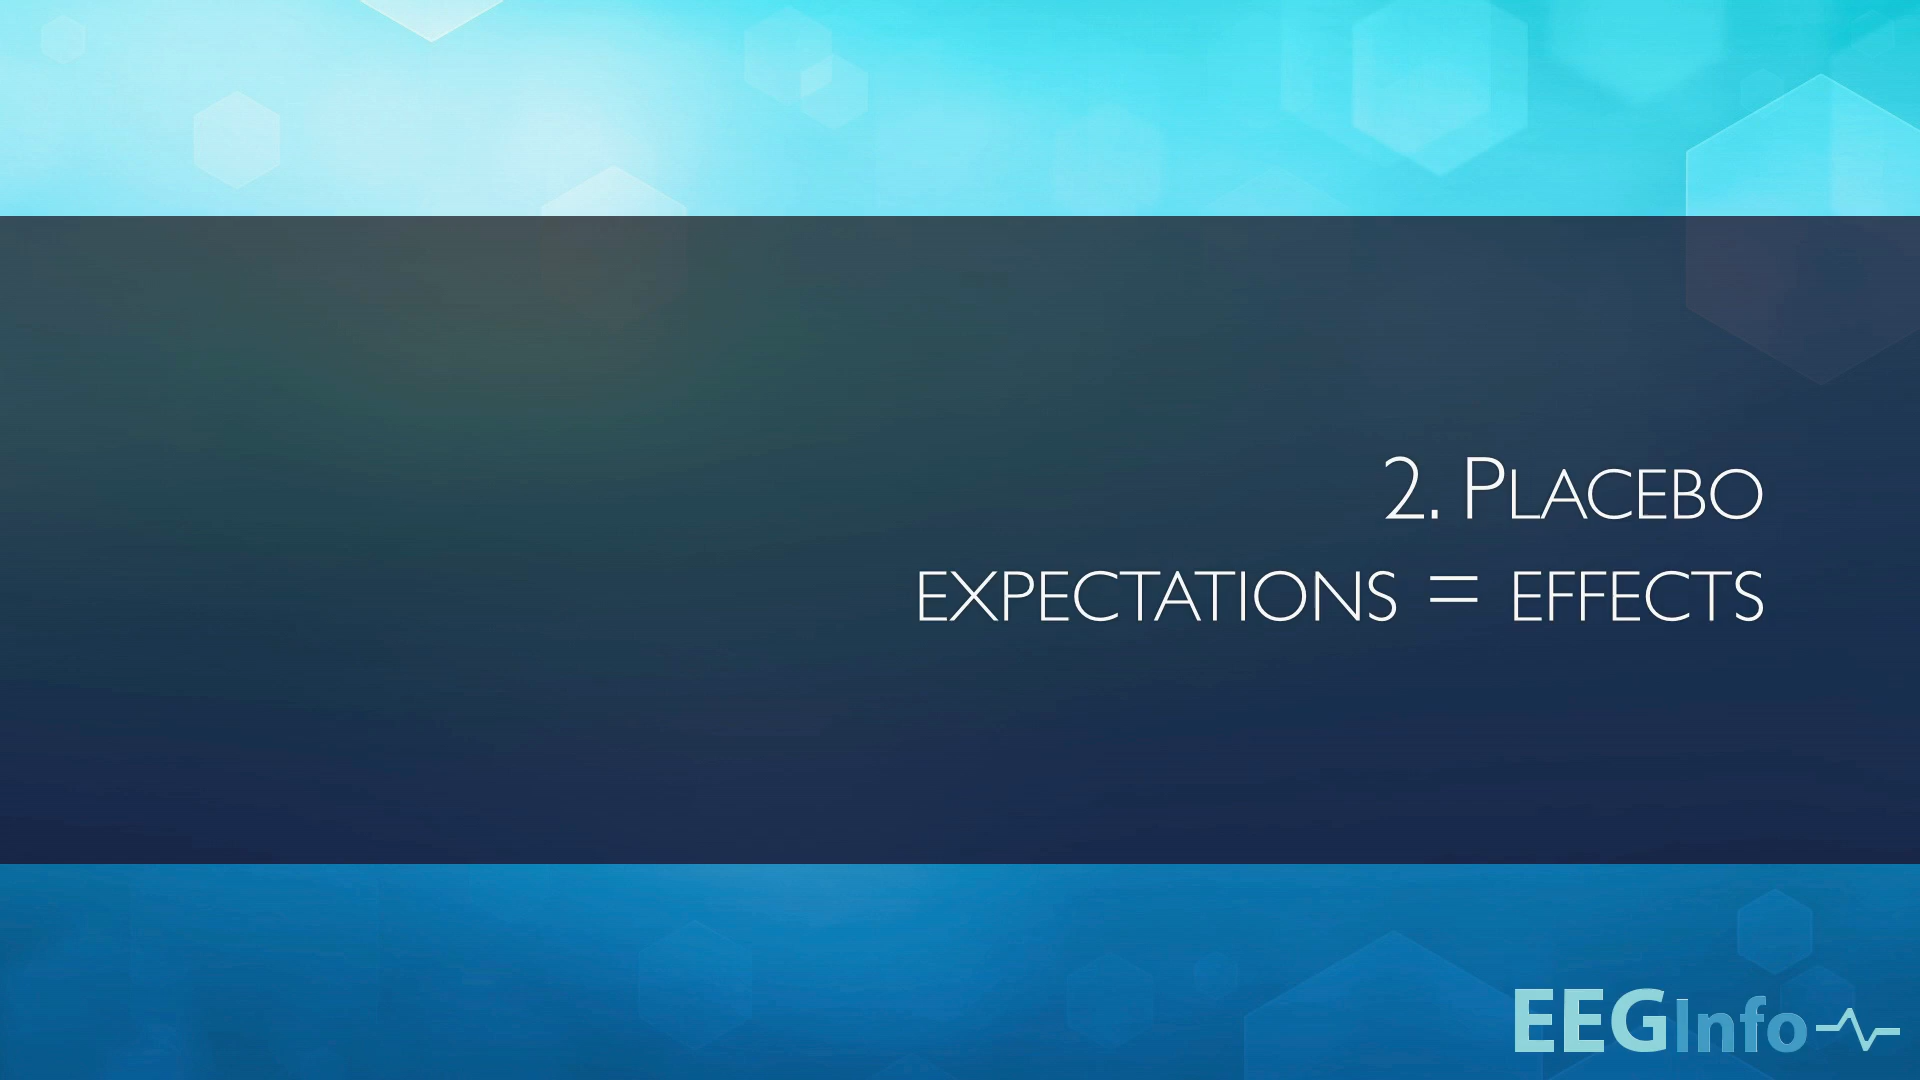 2. PLACEBO
EXPECTATIONS = EFFECTS
EEGInfo